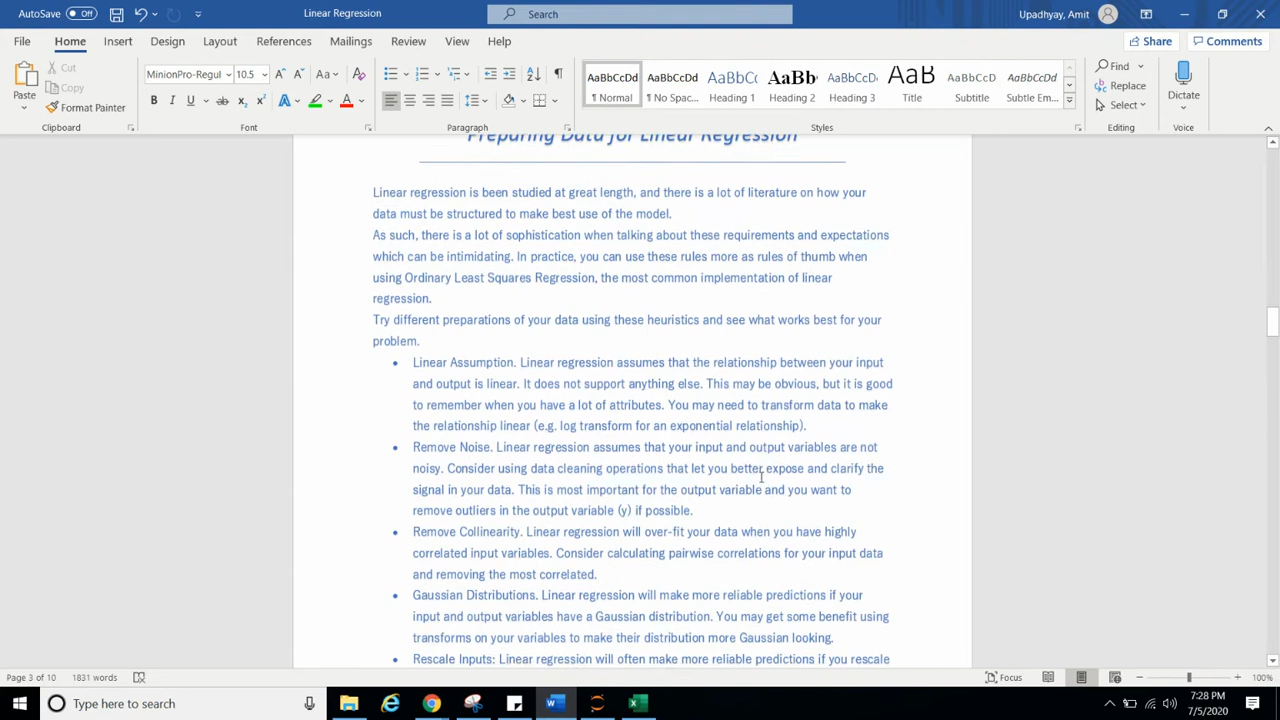 AutoSave Off Linear Regression Search Upadhyay, Amit
File Home Insert Design Layout References Mailings Review View Help Share Comments
Paste Cut Copy Format Painter
MinionPro-Regul 10.5 Aa
B I U ab x₂ x² A A
AaBbCcDd AaBbCcDd AaBbCc AaBb AaBbCcD AaB AaBbCcD AaBbCcDd
¶ Normal ¶ No Spac... Heading 1 Heading 2 Heading 3 Title Subtitle Subtle Em...
Find Replace Select Dictate
Clipboard Font Paragraph Styles Editing Voice
Preparing Data for Linear Regression
Linear regression is been studied at great length, and there is a lot of literature on how your
data must be structured to make best use of the model.
As such, there is a lot of sophistication when talking about these requirements and expectations
which can be intimidating. In practice, you can use these rules more as rules of thumb when
using Ordinary Least Squares Regression, the most common implementation of linear
regression.
Try different preparations of your data using these heuristics and see what works best for your
problem.
• Linear Assumption. Linear regression assumes that the relationship between your input
and output is linear. It does not support anything else. This may be obvious, but it is good
to remember when you have a lot of attributes. You may need to transform data to make
the relationship linear (e.g. log transform for an exponential relationship).
• Remove Noise. Linear regression assumes that your input and output variables are not
noisy. Consider using data cleaning operations that let you better expose and clarify the
signal in your data. This is most important for the output variable and you want to
remove outliers in the output variable (y) if possible.
• Remove Collinearity. Linear regression will over-fit your data when you have highly
correlated input variables. Consider calculating pairwise correlations for your input data
and removing the most correlated.
• Gaussian Distributions. Linear regression will make more reliable predictions if your
input and output variables have a Gaussian distribution. You may get some benefit using
transforms on your variables to make their distribution more Gaussian looking.
• Rescale Inputs: Linear regression will often make more reliable predictions if you rescale
Page 3 of 10 1831 words Focus 100%
Type here to search 7:28 PM
7/5/2020